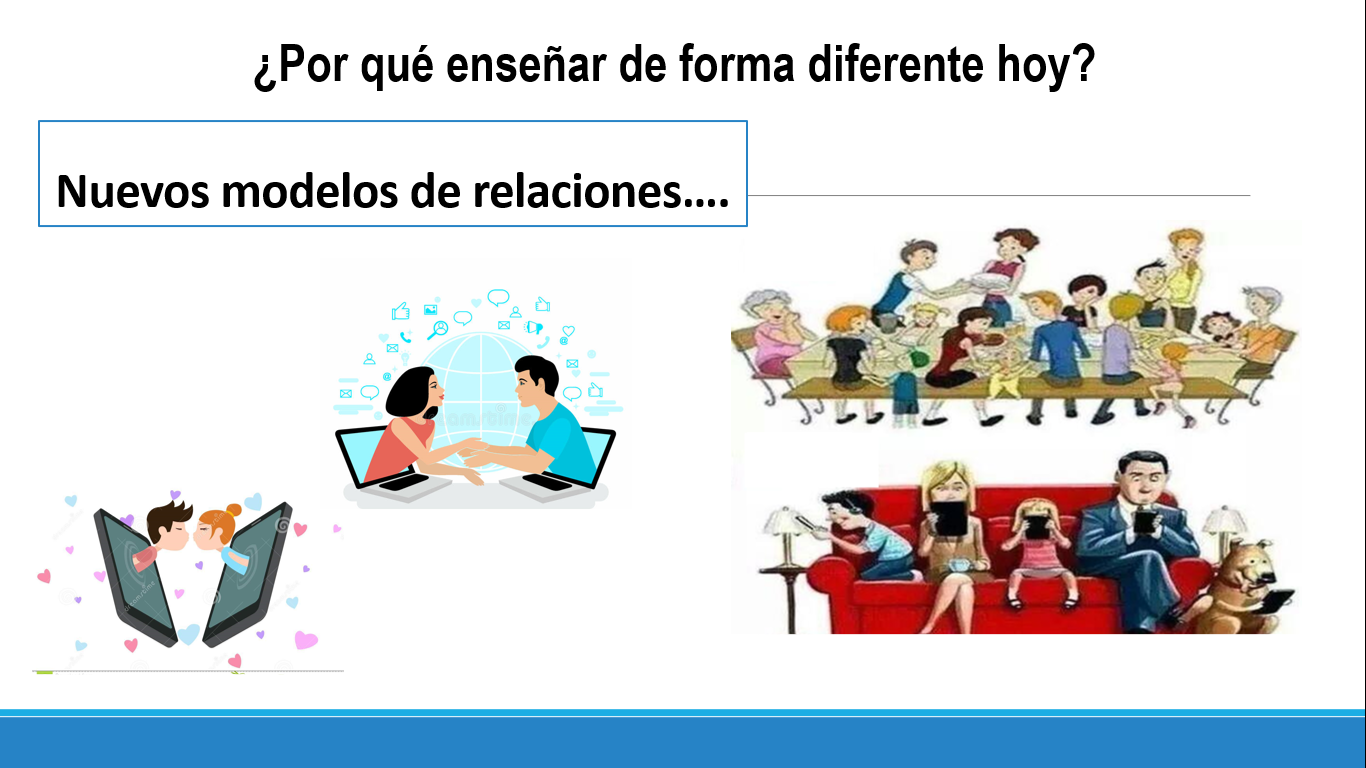 ¿Por qué enseñar de forma diferente hoy?
Nuevos modelos de relaciones....